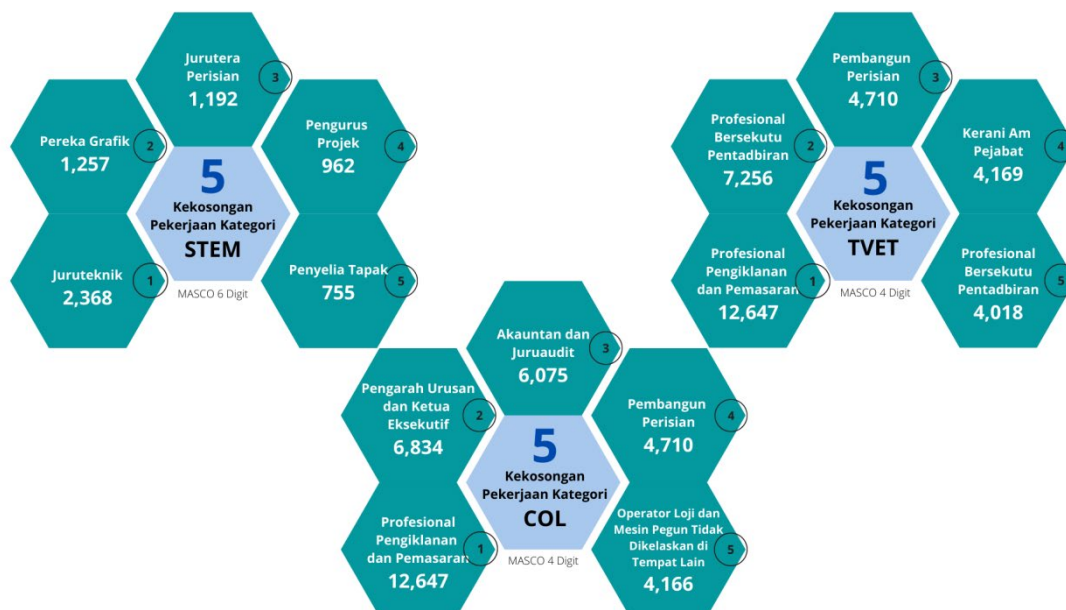 Jurutera
Perisian
1,192
3
Pereka Grafik
1,257
2
Pengurus
Projek
962
4
5
Kekosongan
Pekerjaan Kategori
STEM
Juruteknik
2,368
1
Penyelia Tapak
755
5
MASCO 6 Digit
Pembangun
Perisian
4,710
3
Profesional
Bersekutu
Pentadbiran
7,256
2
Kerani Am
Pejabat
4,169
4
5
Kekosongan
Pekerjaan Kategori
TVET
Profesional
Pengiklanan
dan Pemasaran
12,647
1
Profesional
Bersekutu
Pentadbiran
4,018
5
MASCO 4 Digit
Akauntan dan
Juruaudit
6,075
3
Pengarah Urusan
dan Ketua
Eksekutif
6,834
2
Pembangun
Perisian
4,710
4
5
Kekosongan
Pekerjaan Kategori
COL
Profesional
Pengiklanan
dan Pemasaran
12,647
1
Operator Loji dan
Mesin Pegun Tidak
Dikelaskan di
Tempat Lain
4,166
5
MASCO 4 Digit